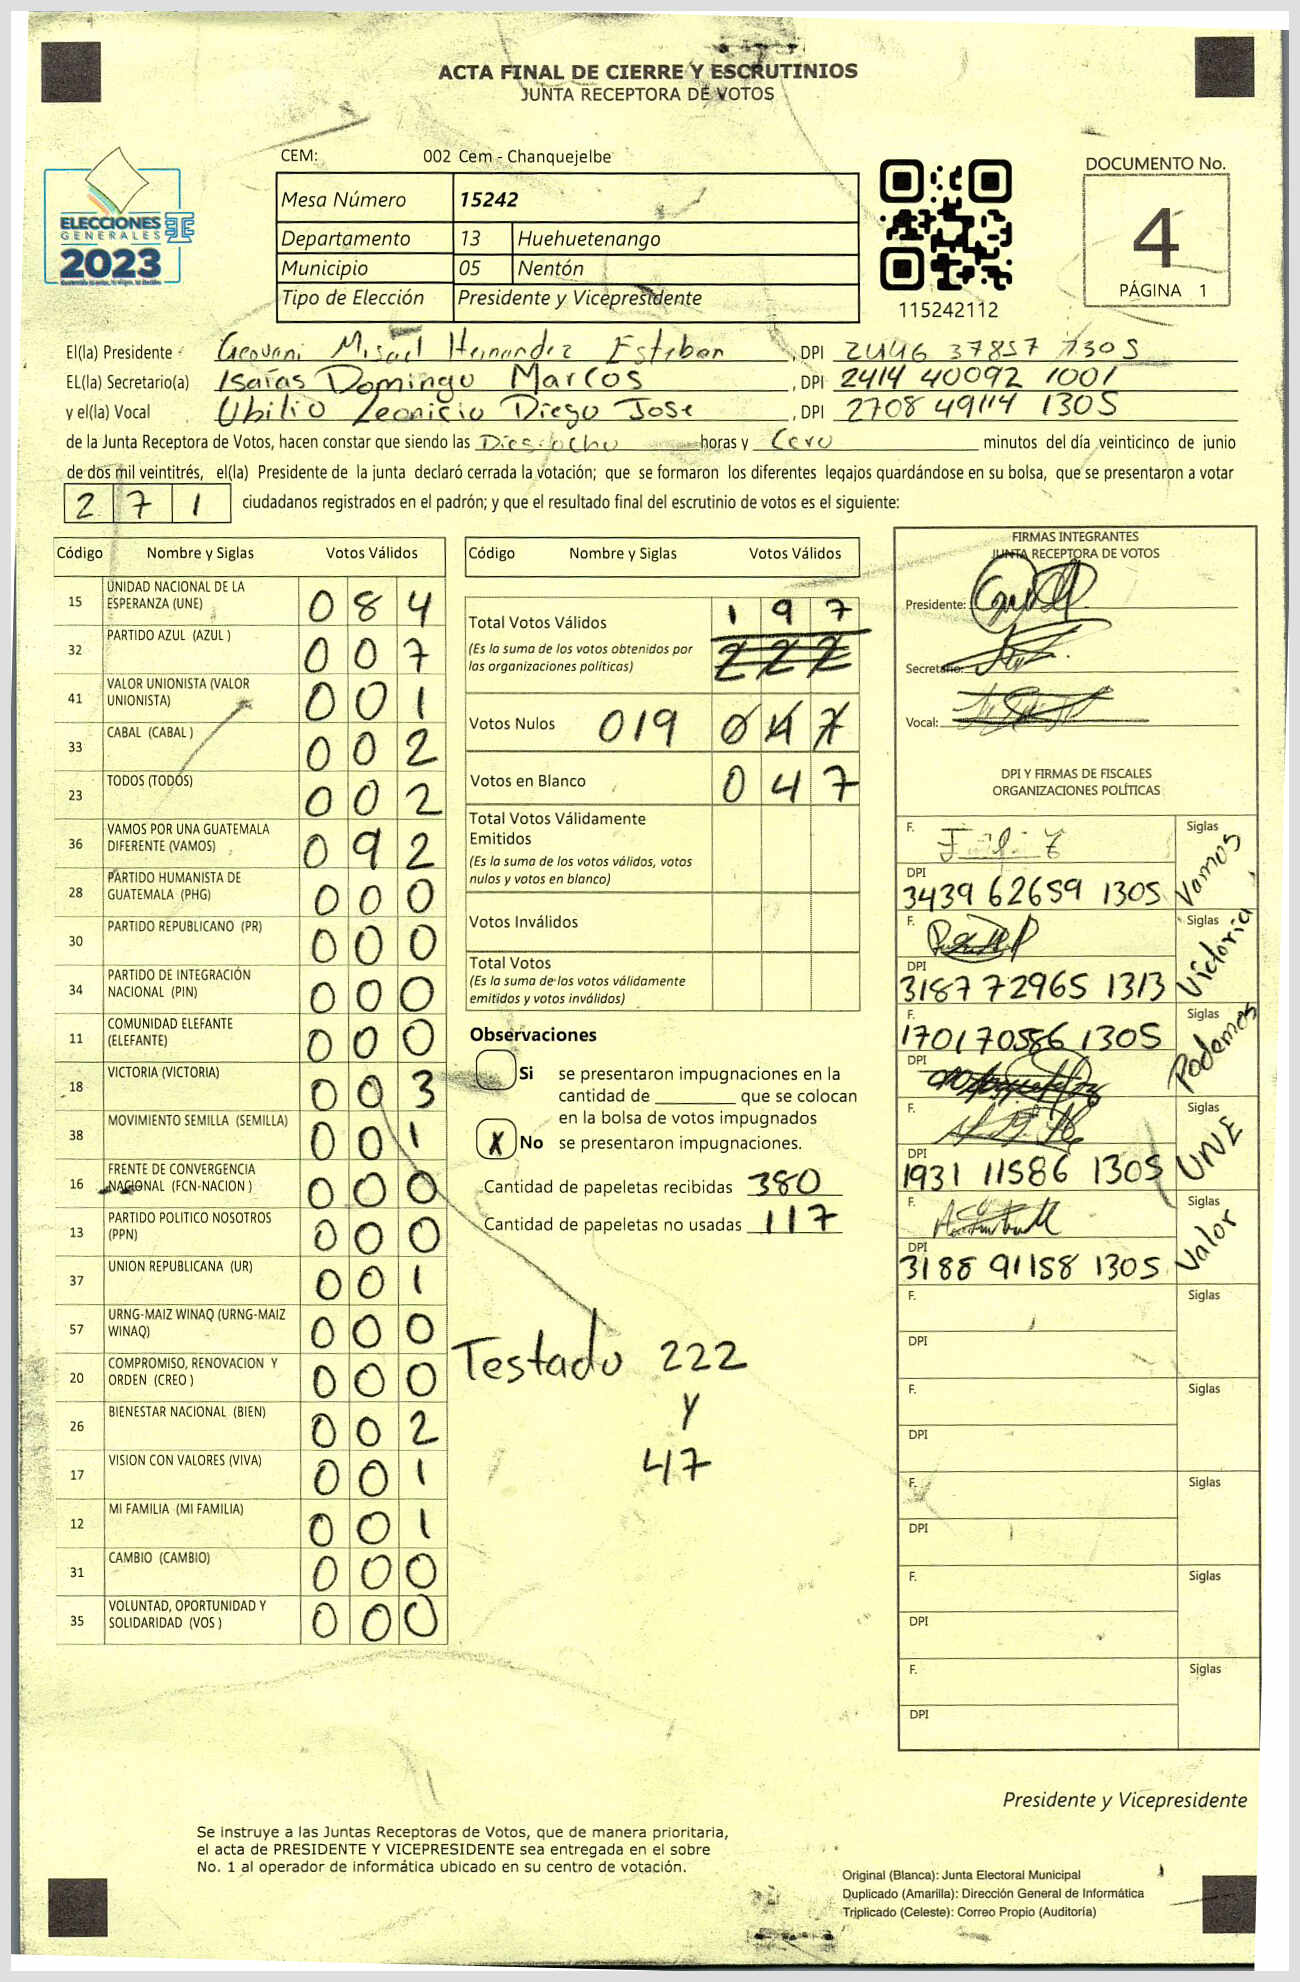 ACTA FINAL DE CIERRE Y ESCRUTINIOS
JUNTA RECEPTORA DE VOTOS
CEM: 002 Cem - Chanquejelbe
ELECCIONES
GENERALES
2023
TSE
Mesa Número 15242
Departamento 13 Huehuetenango
Municipio 05 Nentón
Tipo de Elección Presidente y Vicepresidente
115242112
DOCUMENTO No.
4
PÁGINA 1
El(la) Presidente Geovani Misael Hernandez Esteban, DPI 2446 37857 1305
EL(la) Secretario(a) Isaías Domingo Marcos, DPI 2414 40092 1001
y el(la) Vocal Ubilio Leonicio Diego Jose, DPI 2708 49114 1305
de la Junta Receptora de Votos, hacen constar que siendo las Dieciocho horas y Cero minutos del día veinticinco de junio
de dos mil veintitrés, el(la) Presidente de la junta declaró cerrada la votación; que se formaron los diferentes legajos quardándose en su bolsa, que se presentaron a votar
2 7 1 ciudadanos registrados en el padrón; y que el resultado final del escrutinio de votos es el siguiente:
Código Nombre y Siglas Votos Válidos
15 UNIDAD NACIONAL DE LA ESPERANZA (UNE) 0 8 4
32 PARTIDO AZUL (AZUL ) 0 0 7
41 VALOR UNIONISTA (VALOR UNIONISTA) 0 0 1
33 CABAL (CABAL ) 0 0 2
23 TODOS (TODOS) 0 0 2
36 VAMOS POR UNA GUATEMALA DIFERENTE (VAMOS) 0 9 2
28 PARTIDO HUMANISTA DE GUATEMALA (PHG) 0 0 0
30 PARTIDO REPUBLICANO (PR) 0 0 0
34 PARTIDO DE INTEGRACIÓN NACIONAL (PIN) 0 0 0
11 COMUNIDAD ELEFANTE (ELEFANTE) 0 0 0
18 VICTORIA (VICTORIA) 0 0 3
38 MOVIMIENTO SEMILLA (SEMILLA) 0 0 1
16 FRENTE DE CONVERGENCIA NACIONAL (FCN-NACION ) 0 0 0
13 PARTIDO POLITICO NOSOTROS (PPN) 0 0 0
37 UNION REPUBLICANA (UR) 0 0 1
57 URNG-MAIZ WINAQ (URNG-MAIZ WINAQ) 0 0 0
20 COMPROMISO, RENOVACION Y ORDEN (CREO ) 0 0 0
26 BIENESTAR NACIONAL (BIEN) 0 0 2
17 VISION CON VALORES (VIVA) 0 0 1
12 MI FAMILIA (MI FAMILIA) 0 0 1
31 CAMBIO (CAMBIO) 0 0 0
35 VOLUNTAD, OPORTUNIDAD Y SOLIDARIDAD (VOS ) 0 0 0
Código Nombre y Siglas Votos Válidos
Total Votos Válidos 1 9 7
(Es la suma de los votos obtenidos por las organizaciones políticas) 2 2 2
Votos Nulos 019 0 4 7
Votos en Blanco 0 4 7
Total Votos Válidamente Emitidos
(Es la suma de los votos válidos, votos nulos y votos en blanco)
Votos Inválidos
Total Votos
(Es la suma de los votos válidamente emitidos y votos inválidos)
Observaciones
Si se presentaron impugnaciones en la
cantidad de ________ que se colocan
en la bolsa de votos impugnados
X No se presentaron impugnaciones.
Cantidad de papeletas recibidas 380
Cantidad de papeletas no usadas 117
Testado 222
y
47
FIRMAS INTEGRANTES
JUNTA RECEPTORA DE VOTOS
Presidente:
Secretario:
Vocal:
DPI Y FIRMAS DE FISCALES
ORGANIZACIONES POLÍTICAS
F. Siglas Vamos
DPI 3439 62659 1305
F. Siglas Victoria
DPI 3187 72965 1313
F. 170170586 1305 Siglas Podemos
DPI
F. Siglas UNE
DPI 1931 11586 1305
F. Siglas Valor
DPI 3188 91158 1305
F. Siglas
DPI
F. Siglas
DPI
F. Siglas
DPI
F. Siglas
DPI
F. Siglas
DPI
Presidente y Vicepresidente
Se instruye a las Juntas Receptoras de Votos, que de manera prioritaria,
el acta de PRESIDENTE Y VICEPRESIDENTE sea entregada en el sobre
No. 1 al operador de informática ubicado en su centro de votación.
Original (Blanca): Junta Electoral Municipal
Duplicado (Amarilla): Dirección General de Informática
Triplicado (Celeste): Correo Propio (Auditoría)